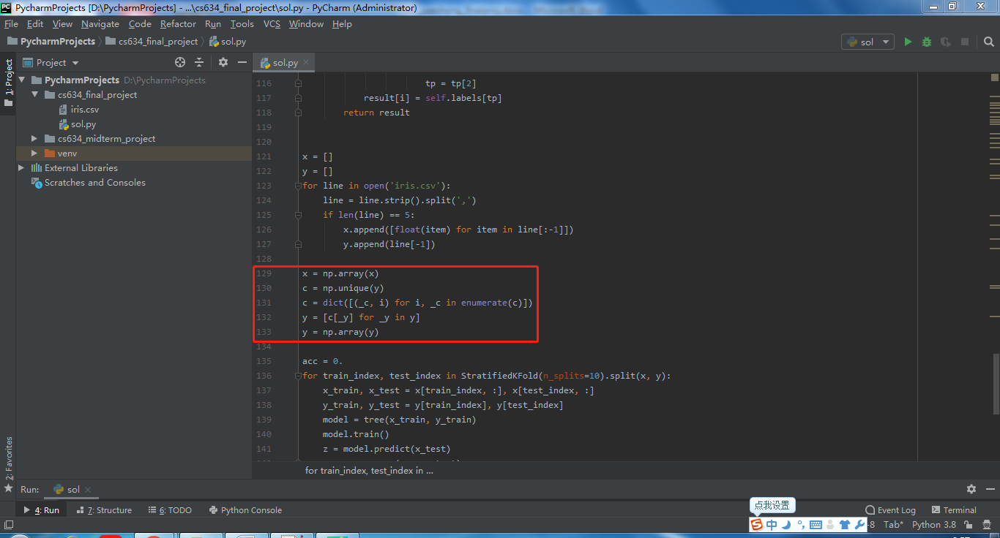 PycharmProjects [D:\PycharmProjects] - ...\cs634_final_project\sol.py - PyCharm (Administrator)
File Edit View Navigate Code Refactor Run Tools VCS Window Help
PycharmProjects cs634_final_project sol.py
sol
Project
sol.py
1: Project
PycharmProjects D:\PycharmProjects
cs634_final_project
iris.csv
sol.py
cs634_midterm_project
venv
External Libraries
Scratches and Consoles
116 tp = tp[2]
117 result[i] = self.labels[tp]
118 return result
119
120
121 x = []
122 y = []
123 for line in open('iris.csv'):
124 line = line.strip().split(',')
125 if len(line) == 5:
126 x.append([float(item) for item in line[:-1]])
127 y.append(line[-1])
128
129 x = np.array(x)
130 c = np.unique(y)
131 c = dict([(_c, i) for i, _c in enumerate(c)])
132 y = [c[_y] for _y in y]
133 y = np.array(y)
134
135 acc = 0.
136 for train_index, test_index in StratifiedKFold(n_splits=10).split(x, y):
137 x_train, x_test = x[train_index, :], x[test_index, :]
138 y_train, y_test = y[train_index], y[test_index]
139 model = tree(x_train, y_train)
140 model.train()
141 z = model.predict(x_test)
for train_index, test_index in ...
2: Favorites
Run: sol
4: Run 7: Structure 6: TODO Python Console
点我设置
Event Log Terminal
中
-8 Tab* Python 3.8